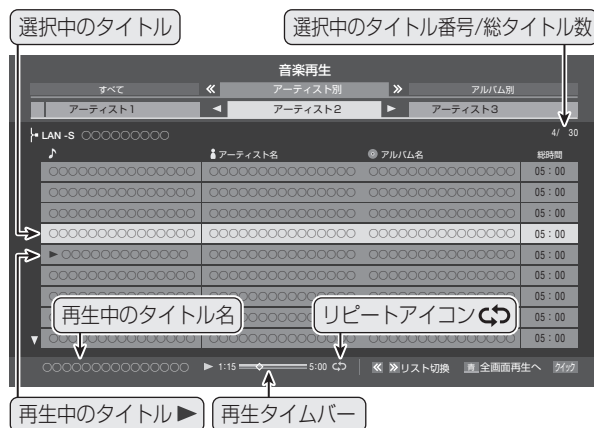 選択中のタイトル
選択中のタイトル番号/総タイトル数
音楽再生
すべて ≪ アーティスト別 ≫ アルバム別
アーティスト1 ◀ アーティスト2 ▶ アーティスト3
LAN -S ○○○○○○○○○ 4/ 30
♪ アーティスト名 アルバム名 総時間
○○○○○○○○○○○○○○ ○○○○○○○○○○○○○○ ○○○○○○○○○○○○○○ 05：00
○○○○○○○○○○○○○○ ○○○○○○○○○○○○○○ ○○○○○○○○○○○○○○ 05：00
○○○○○○○○○○○○○○ ○○○○○○○○○○○○○○ ○○○○○○○○○○○○○○ 05：00
○○○○○○○○○○○○○○ ○○○○○○○○○○○○○○ ○○○○○○○○○○○○○○ 05：00
▶ ○○○○○○○○○○○○ ○○○○○○○○○○○○○○ ○○○○○○○○○○○○○○ 05：00
○○○○○○○○○○○○○○ ○○○○○○○○○○○○○○ ○○○○○○○○○○○○○○ 05：00
05：00
05：00
05：00
再生中のタイトル名
リピートアイコン
○○○○○○○○○○○○○○ ▶ 1:15 5:00 ≪ ≫ リスト切換 青 全画面再生へ クイック
再生中のタイトル ▶
再生タイムバー